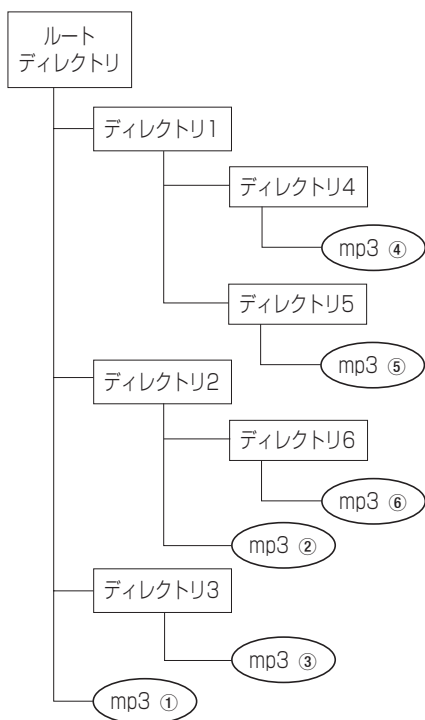 ルート
ディレクトリ
ディレクトリ1
ディレクトリ4
mp3 ④
ディレクトリ5
mp3 ⑤
ディレクトリ2
ディレクトリ6
mp3 ⑥
mp3 ②
ディレクトリ3
mp3 ③
mp3 ①